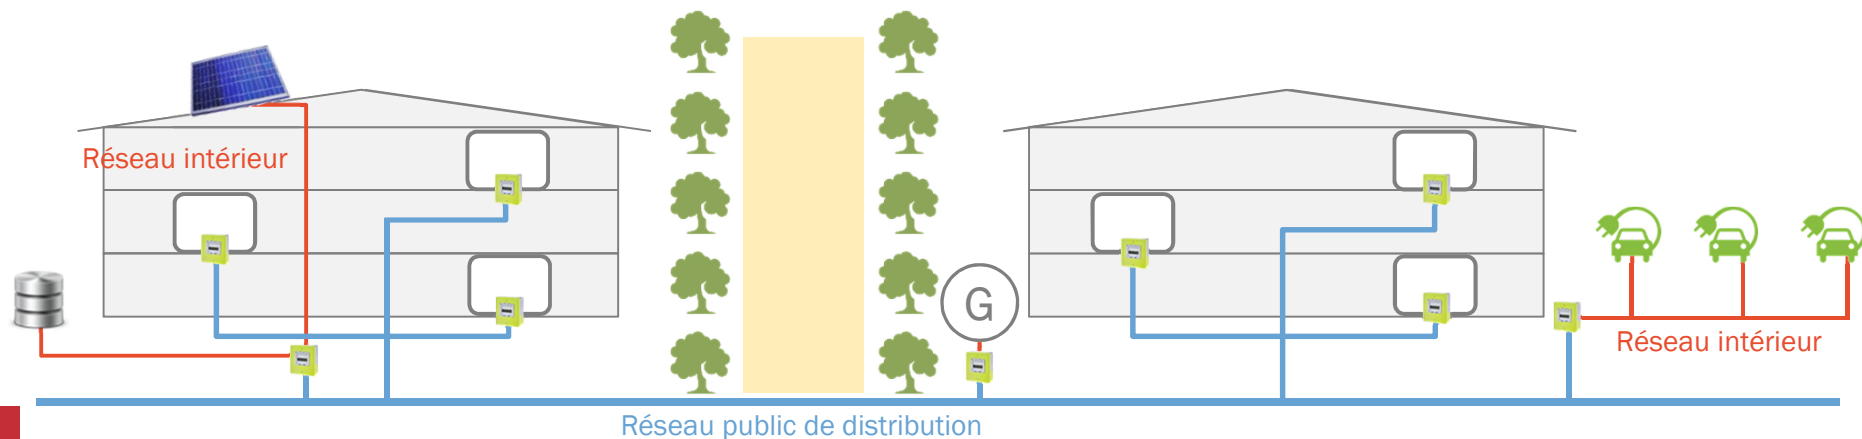 Réseau intérieur
G
Réseau intérieur
Réseau public de distribution